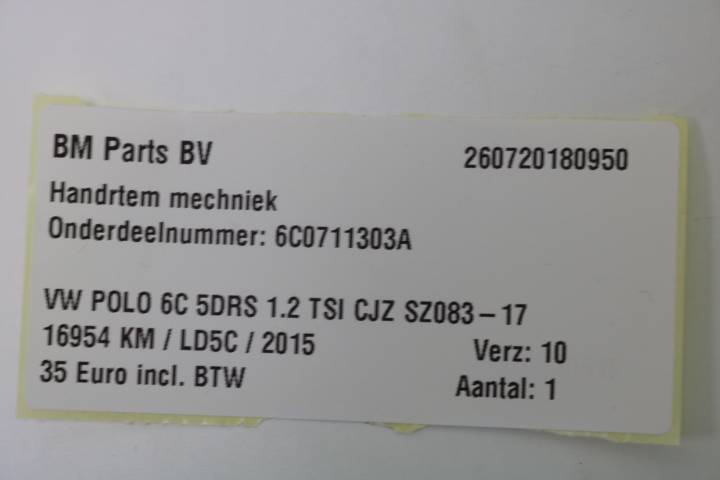 BM Parts BV 260720180950
Handrtem mechniek
Onderdeelnummer: 6C0711303A
VW POLO 6C 5DRS 1.2 TSI CJZ SZ083-17
16954 KM / LD5C / 2015 Verz: 10
35 Euro incl. BTW Aantal: 1